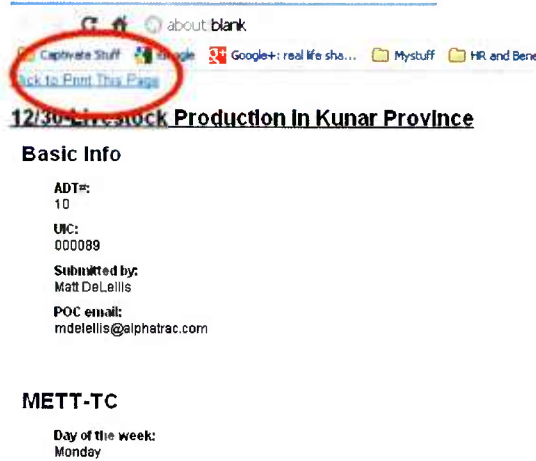 about:blank
Captivate Stuff Google Google+: real life sha... Mystuff HR and Bene
Click to Print This Page
12/30-Livestock Production in Kunar Province
Basic Info
ADT#:
10
UIC:
000089
Submitted by:
Matt DeLellis
POC email:
mdelellis@alphatrac.com
METT-TC
Day of the week:
Monday